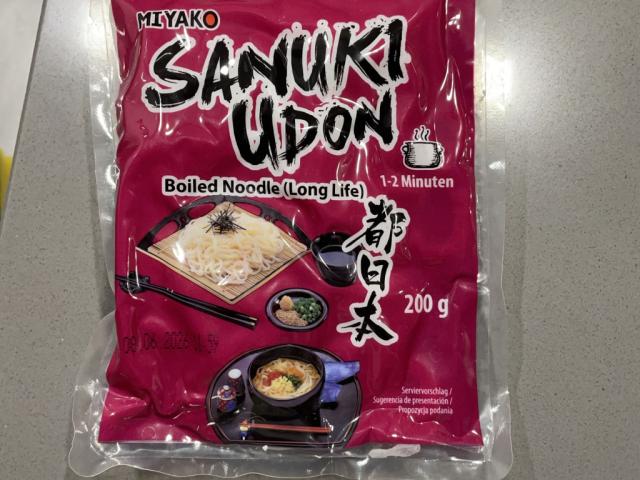 MIYAKO
SANUKI
UDON
1-2 Minuten
Boiled Noodle (Long Life)
都日本
200 g
Serviervorschlag /
Sugerencia de presentación /
Propozycja podania